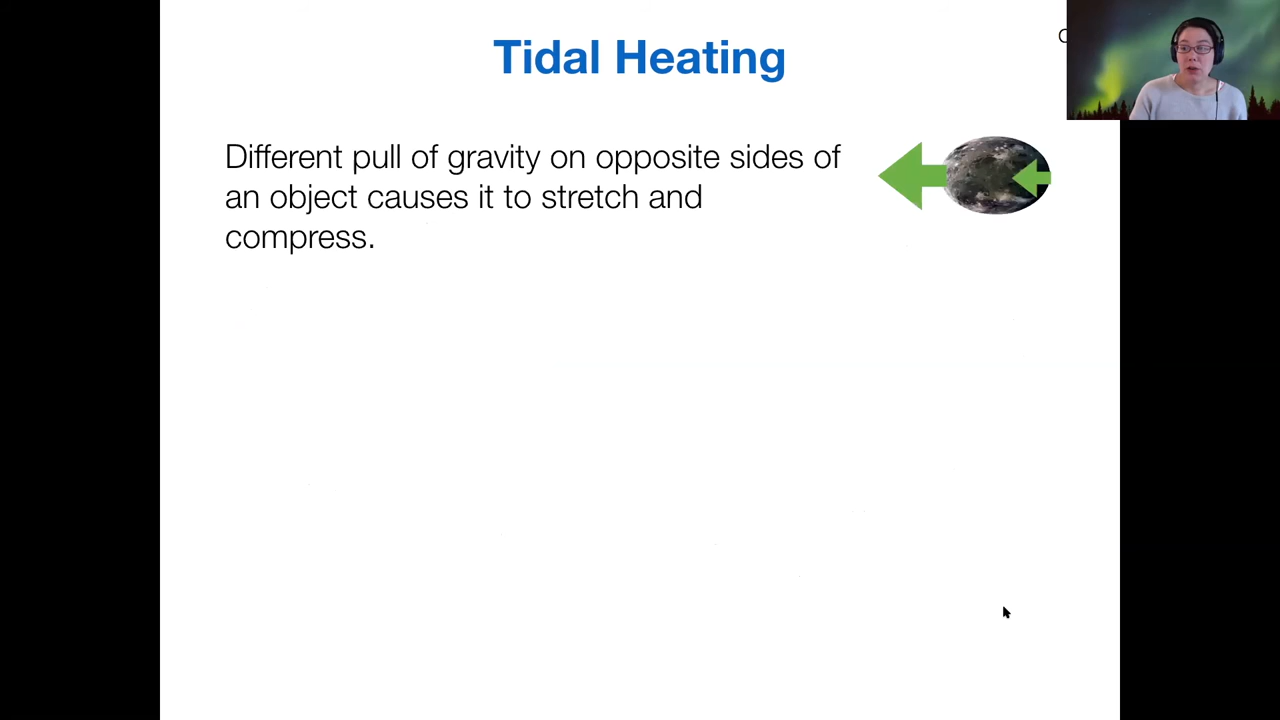 Tidal Heating
Different pull of gravity on opposite sides of
an object causes it to stretch and
compress.